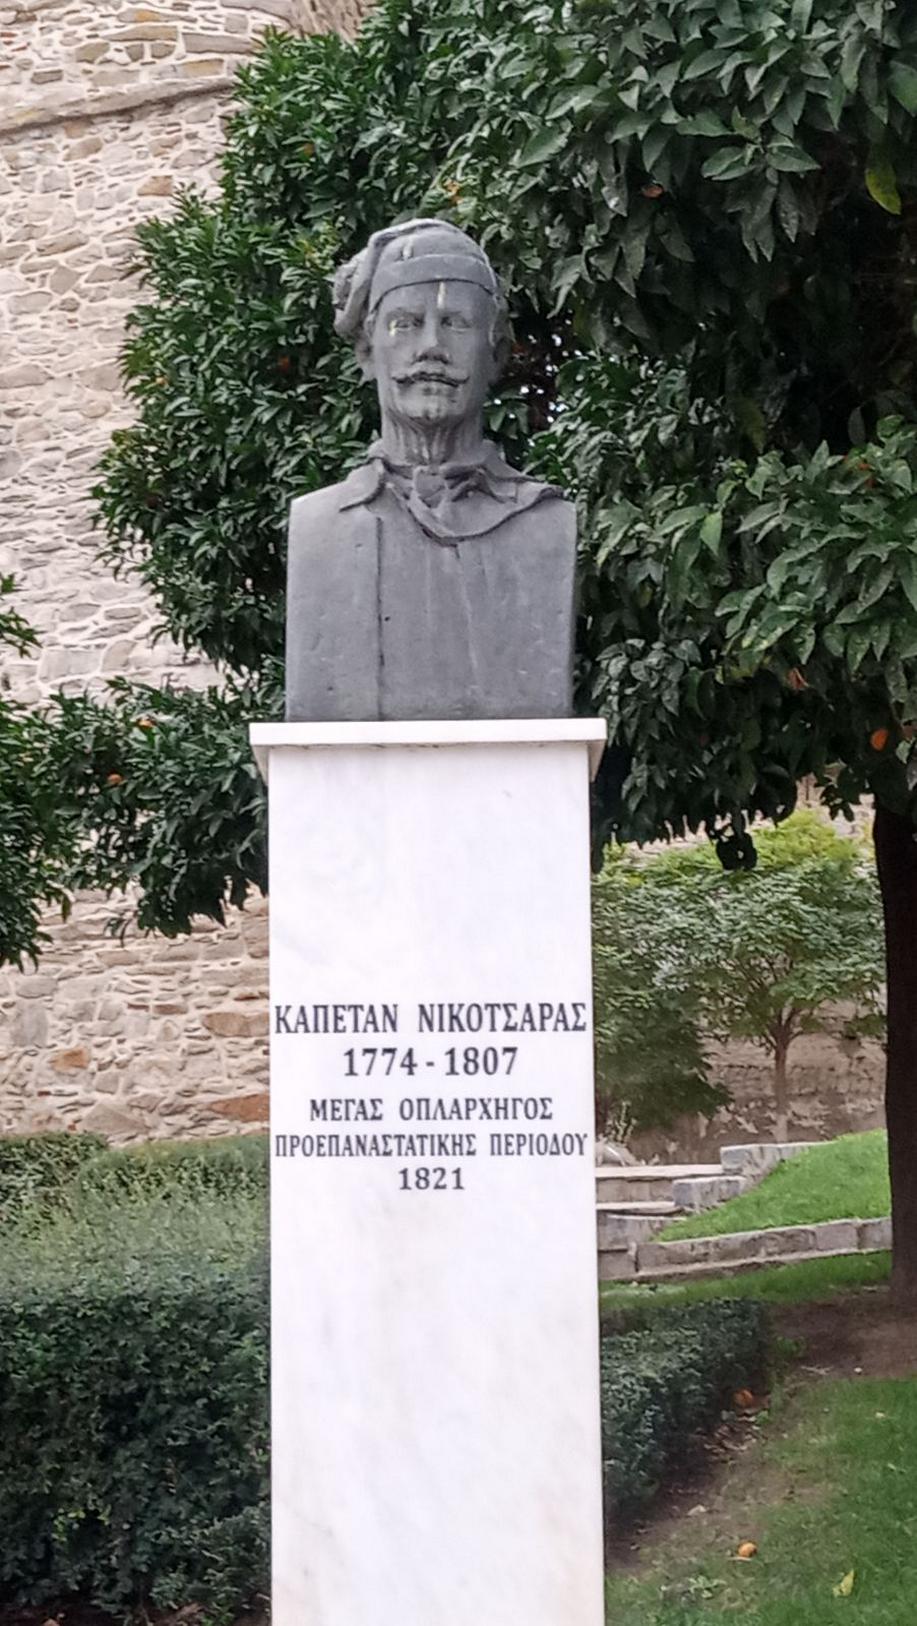 ΚΑΠΕΤΑΝ ΝΙΚΟΤΣΑΡΑΣ
1774 - 1807
ΜΕΓΑΣ ΟΠΛΑΡΧΗΓΟΣ
ΠΡΟΕΠΑΝΑΣΤΑΤΙΚΗΣ ΠΕΡΙΟΔΟΥ
1821